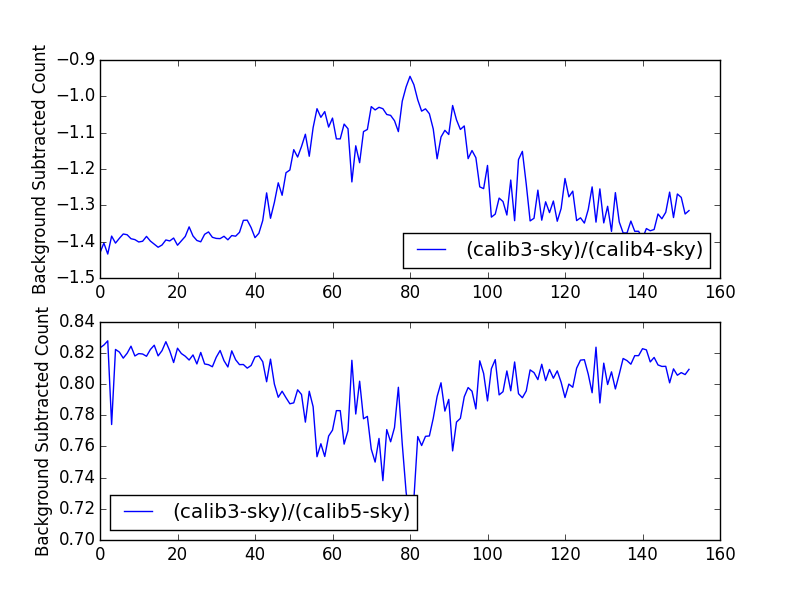 −0.9
−1.0
−1.1
−1.2
−1.3
−1.4
−1.5
Background Subtracted Count
(calib3-sky)/(calib4-sky)
0 20 40 60 80 100 120 140 160
0.84
0.82
0.80
0.78
0.76
0.74
0.72
0.70
Background Subtracted Count
(calib3-sky)/(calib5-sky)
0 20 40 60 80 100 120 140 160